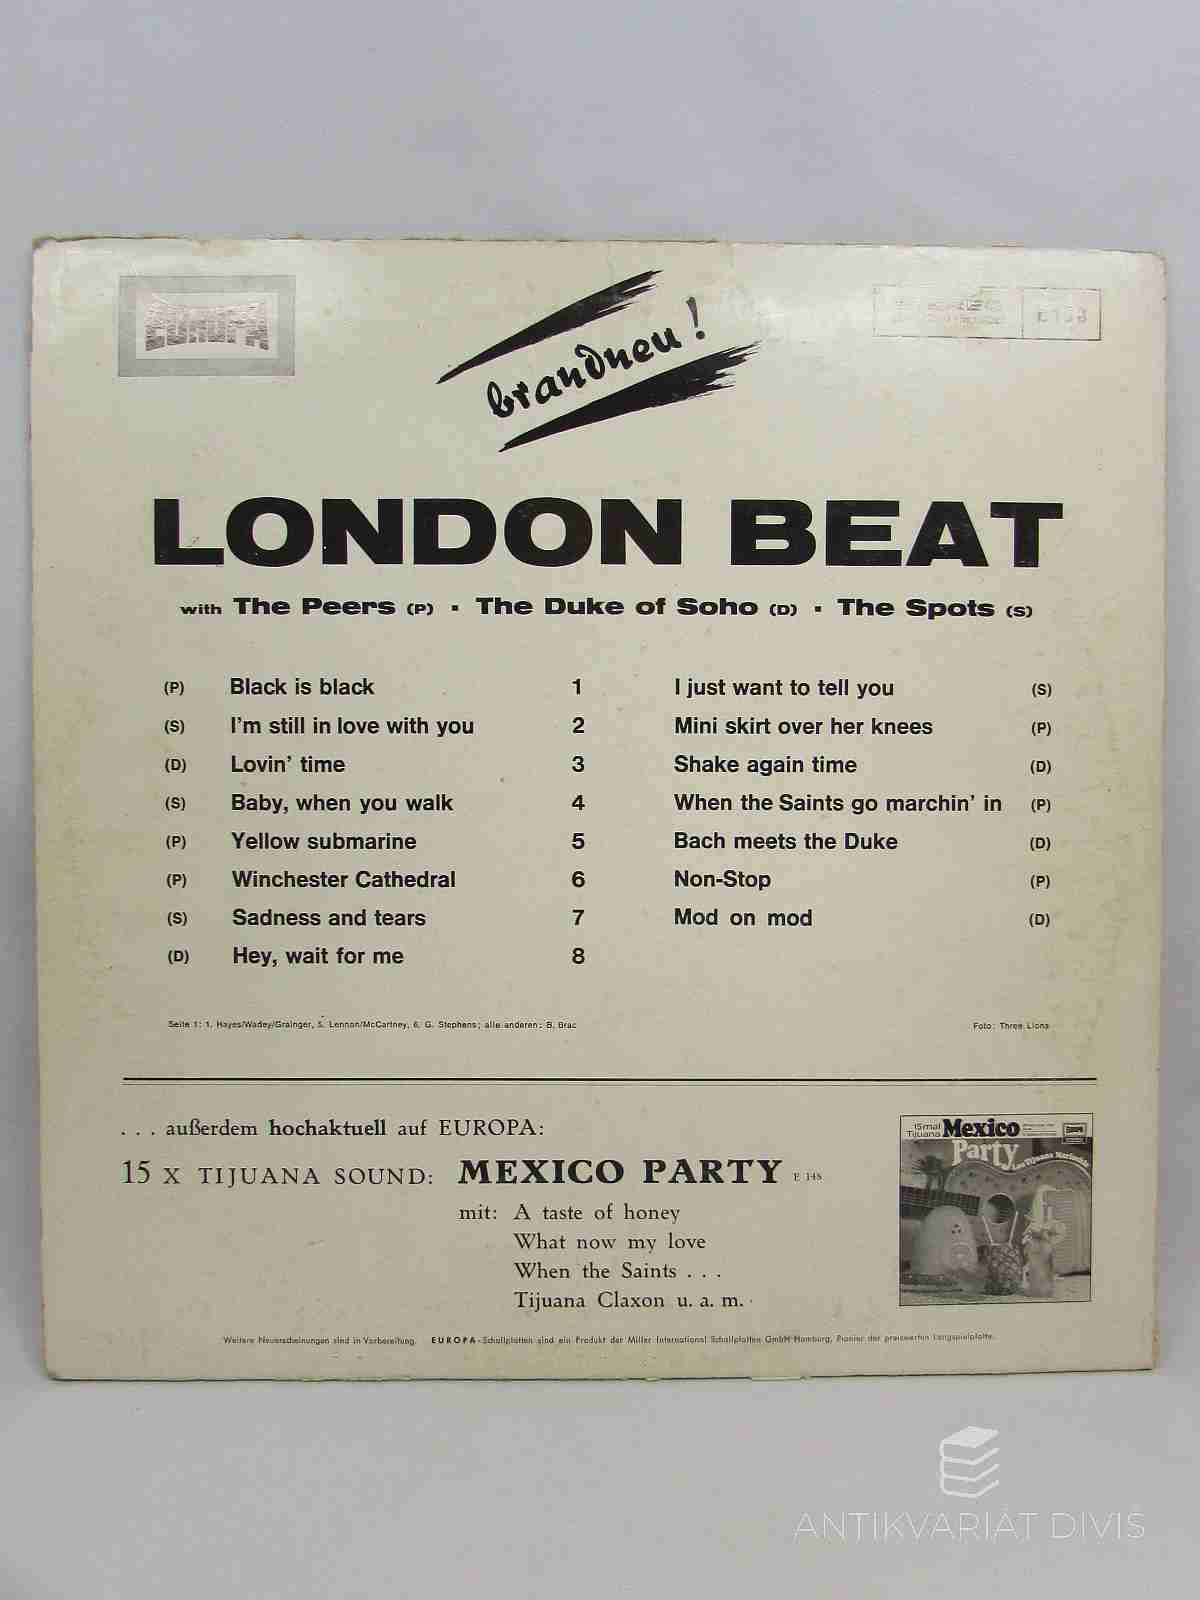 EUROPA
brandneu!
LONDON BEAT
with The Peers (P) · The Duke of Soho (D) · The Spots (S)
(P) Black is black 1 I just want to tell you (S)
(S) I'm still in love with you 2 Mini skirt over her knees (P)
(D) Lovin' time 3 Shake again time (D)
(S) Baby, when you walk 4 When the Saints go marchin' in (P)
(P) Yellow submarine 5 Bach meets the Duke (D)
(P) Winchester Cathedral 6 Non-Stop (P)
(S) Sadness and tears 7 Mod on mod (D)
(D) Hey, wait for me 8
Seite 1: 1. Hayes/Wadey/Grainger, 5. Lennon/McCartney, 6. G. Stephens; alle anderen: B. Brac Foto: Three Lions
. . . außerdem hochaktuell auf EUROPA:
15 X TIJUANA SOUND: MEXICO PARTY E 148
mit: A taste of honey
What now my love
When the Saints . . .
Tijuana Claxon u. a. m.
15 mal Tijuana Mexico
Party
Los Tijuana Mariachis
Weitere Neuerscheinungen sind in Vorbereitung. EUROPA-Schallplatten sind ein Produkt der Miller International Schallplatten GmbH Hamburg, Pionier der preiswerten Langspielplatte.
ANTIKVARIÁT DIVIŠ